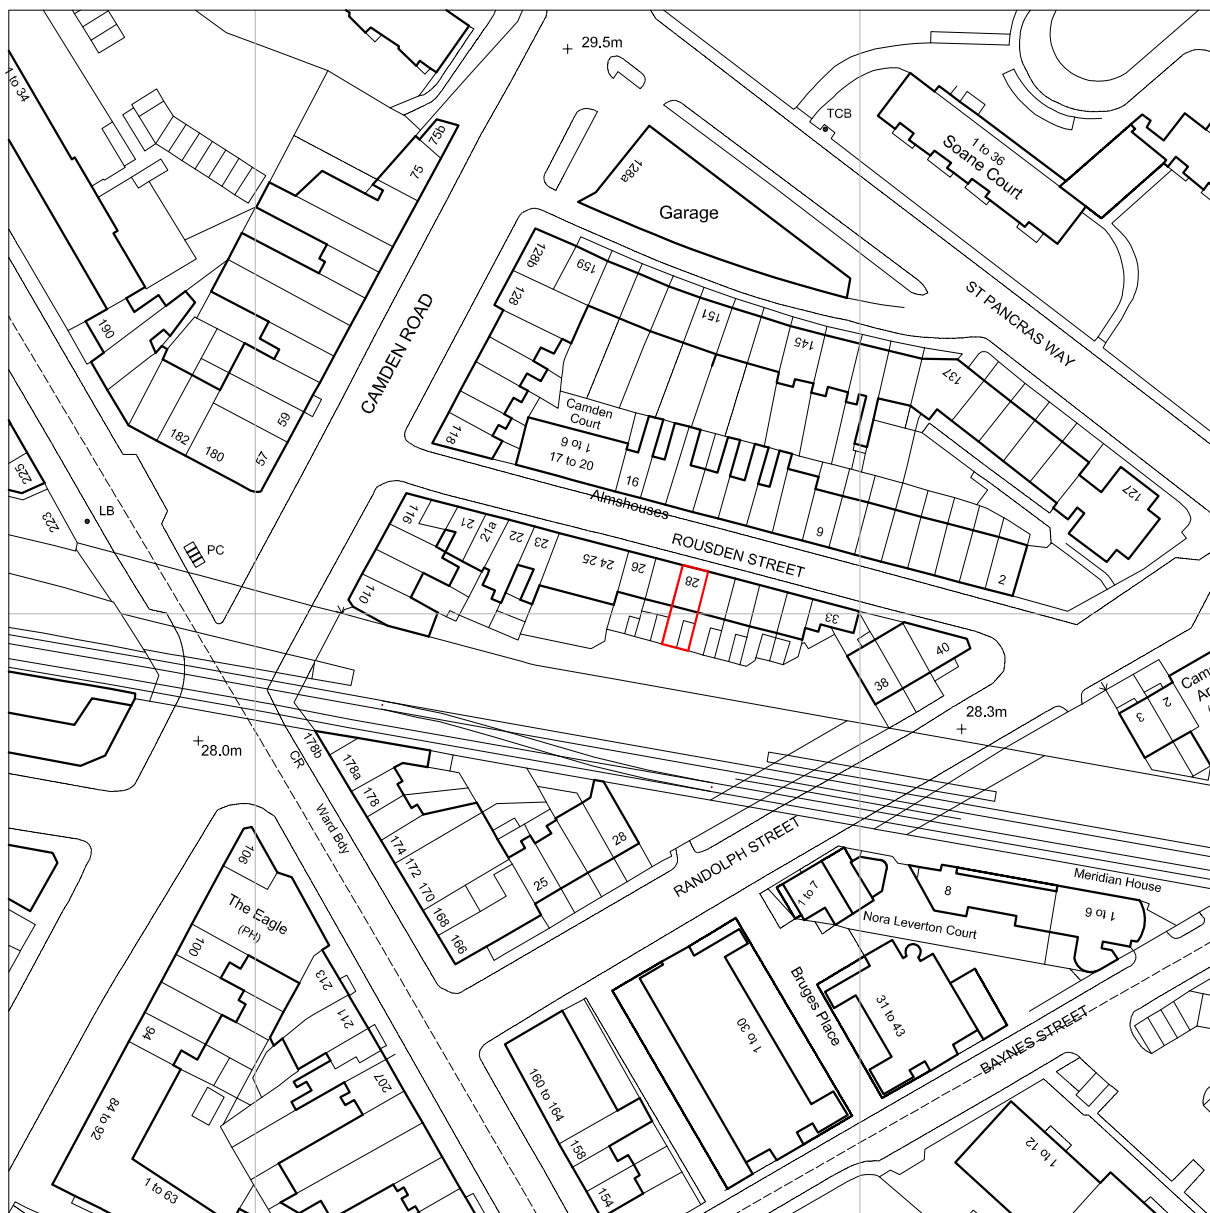 29.5m
1 to 34
TCB
75b
1 to 36
Soane Court
75
128a
Garage
128b
159
128
ST PANCRAS WAY
CAMDEN ROAD
151
190
145
137
Camden
Court
59
118
1 to 6
17 to 20
182
180
57
16
225
127
Almshouses
LB
223
116
21
21a
22
23
9
ROUSDEN STREET
PC
24 25
26
28
2
110
33
40
38
Cam
2
3
28.3m
28.0m
178b
CR
178a
178
Ward Bdy
174
172
170
168
166
28
25
RANDOLPH STREET
106
Meridian House
1 to 7
8
1 to 6
The Eagle
(PH)
Nora Leverton Court
100
213
Bruges Place
211
31 to 43
1 to 30
94
BAYNES STREET
207
160 to 164
84 to 92
158
1 to 12
1 to 63
154